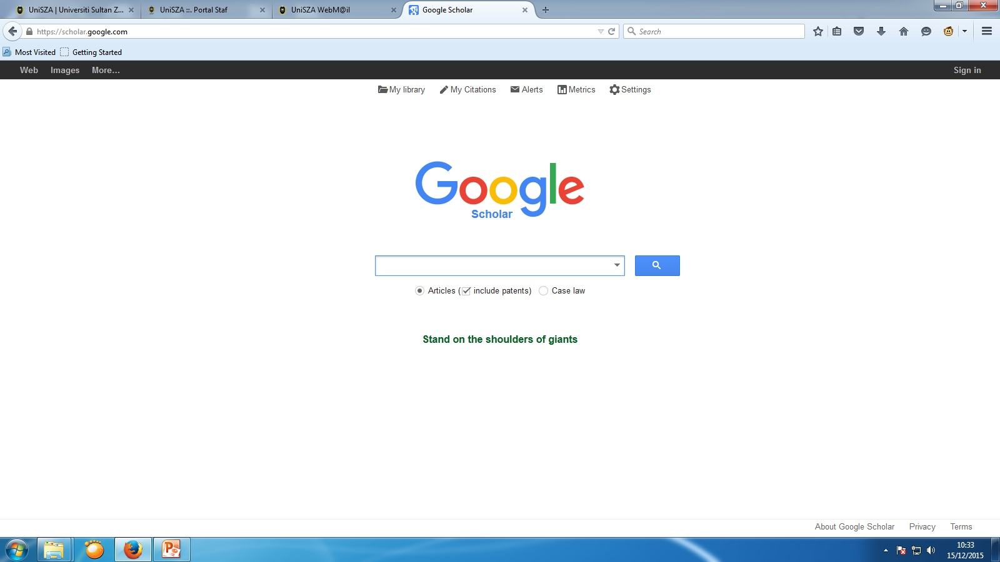 UniSZA | Universiti Sultan Z...
UniSZA ::. Portal Staf
UniSZA WebM@il
Google Scholar
https://scholar.google.com
Search
Most Visited
Getting Started
Web
Images
More...
Sign in
My library
My Citations
Alerts
Metrics
Settings
Google
Scholar
Articles (
include patents)
Case law
Stand on the shoulders of giants
About Google Scholar
Privacy
Terms
10:33
15/12/2015